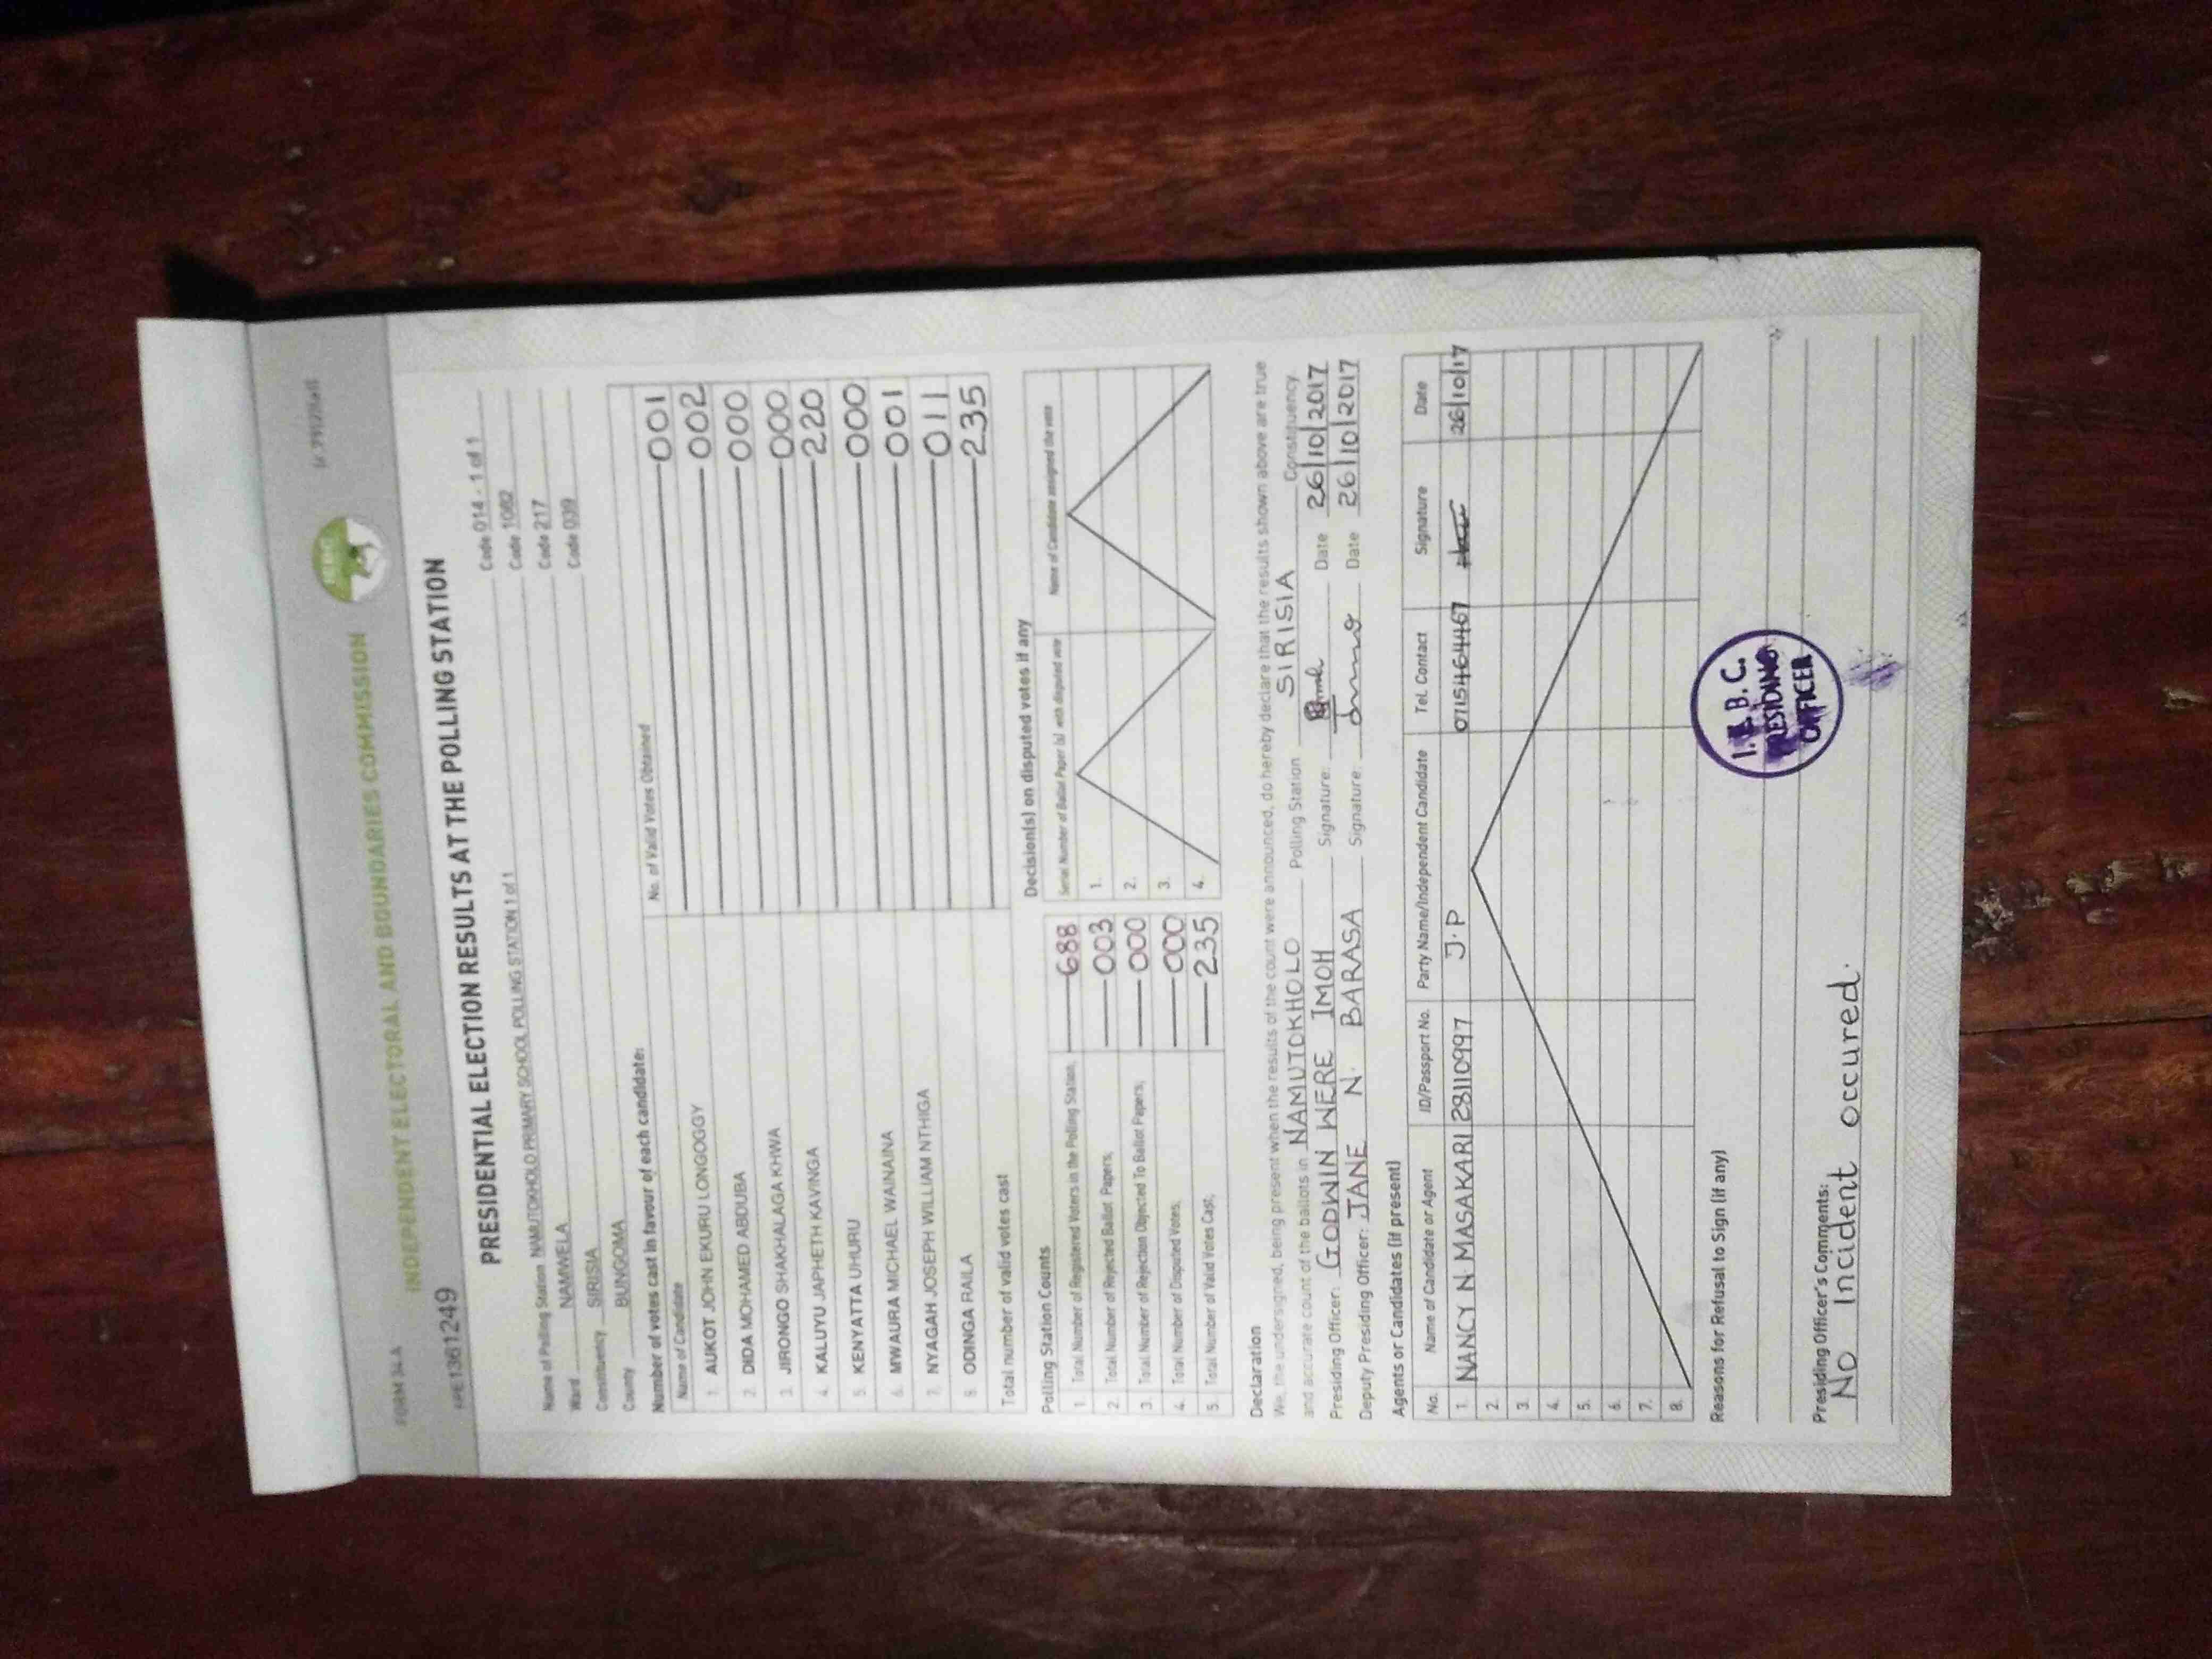 FORM 34A
INDEPENDENT ELECTORAL AND BOUNDARIES COMMISSION
PRESIDENTIAL ELECTION RESULTS AT THE POLLING STATION
Name of Polling Station NAMUTOKHOLO PRIMARY SCHOOL POLLING STATION 1 of 1 Code 014 - 1 of 1
Ward NAMWELA Code 1082
Constituency SIRISIA Code 217
County BUNGOMA Code 039
Number of votes cast in favour of each candidate:
Name of Candidate No. of Valid Votes Obtained
1. AUKOT JOHN EKURU LONGOGGY 001
2. DIDA MOHAMED ABDUBA 002
3. JIRONGO SHAKHALAGA KHWA 000
4. KALUYU JAPHETH KAVINGA 000
5. KENYATTA UHURU 220
6. MWAURA MICHAEL WAINAINA 000
7. NYAGAH JOSEPH WILLIAM NTHIGA 001
8. ODINGA RAILA 011
Total number of valid votes cast 235
Polling Station Counts
1. Total Number of Registered Voters in the Polling Station, 688
2. Total Number of Rejected Ballot Papers, 003
3. Total Number of Rejection Objected To Ballot Papers, 000
4. Total Number of Disputed Votes, 000
5. Total Number of Valid Votes Cast, 235
Decision(s) on disputed votes if any
Serial Number of Ballot Paper (s) with disputed vote Name of Candidate assigned the vote
1.
2.
3.
4.
Declaration
We, the undersigned, being present when the results of the count were announced, do hereby declare that the results shown above are true
and accurate count of the ballots in NAMUTOKHOLO Polling Station SIRISIA Constituency.
Presiding Officer: GODWIN WERE IMOH Signature: Date 26/10/2017
Deputy Presiding Officer: JANE N. BARASA Signature: Date 26/10/2017
Agents or Candidates (if present)
No. Name of Candidate or Agent ID/Passport No. Party Name/Independent Candidate Tel. Contact Signature Date
1. NANCY N MASAKARI 28110997 J.P 0715464467 26/10/17
2.
3.
4.
5.
6.
7.
8.
Reasons for Refusal to Sign (if any)
I.E.B.C.
PRESIDING
OFFICER
Presiding Officer's Comments:
No Incident occured.